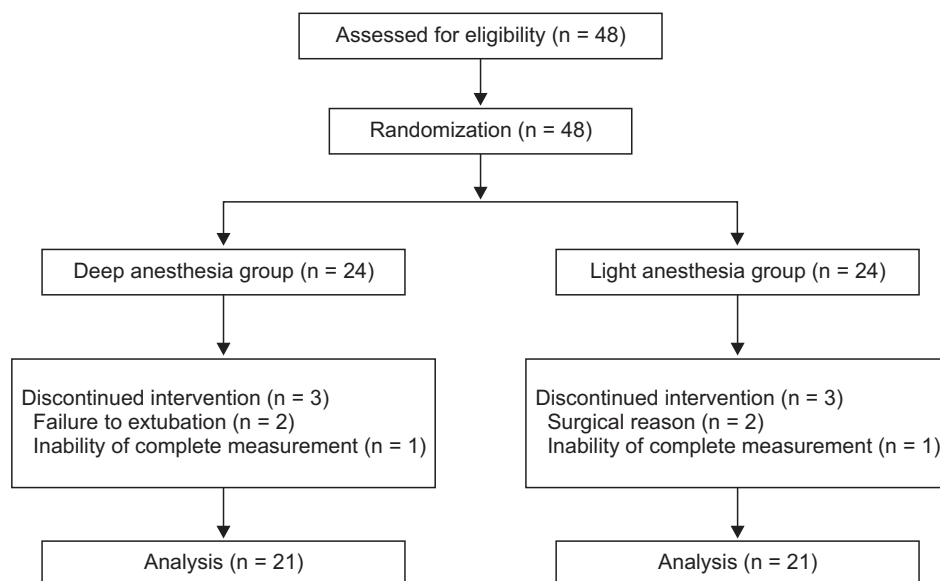 Assessed for eligibility (n = 48)
Randomization (n = 48)
Deep anesthesia group (n = 24)
Light anesthesia group (n = 24)
Discontinued intervention (n = 3)
Failure to extubation (n = 2)
Inability of complete measurement (n = 1)
Discontinued intervention (n = 3)
Surgical reason (n = 2)
Inability of complete measurement (n = 1)
Analysis (n = 21)
Analysis (n = 21)